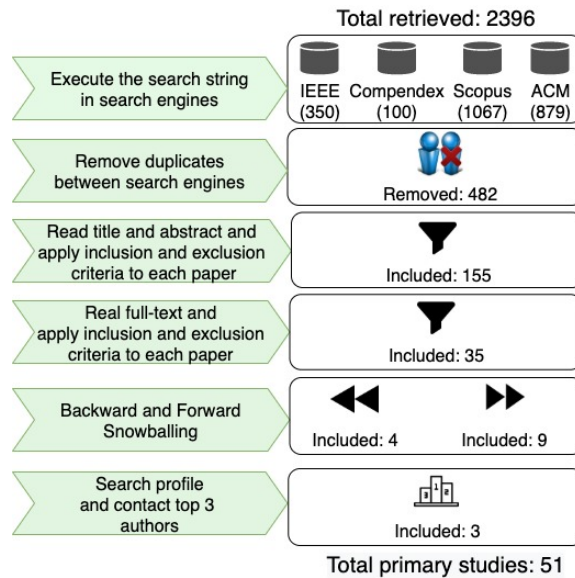 Total retrieved: 2396
Execute the search string
in search engines
IEEE Compendex Scopus ACM
(350) (100) (1067) (879)
Remove duplicates
between search engines
Removed: 482
Read title and abstract and
apply inclusion and exclusion
criteria to each paper
Included: 155
Real full-text and
apply inclusion and exclusion
criteria to each paper
Included: 35
Backward and Forward
Snowballing
Included: 4 Included: 9
Search profile
and contact top 3
authors
3 1 2
Included: 3
Total primary studies: 51